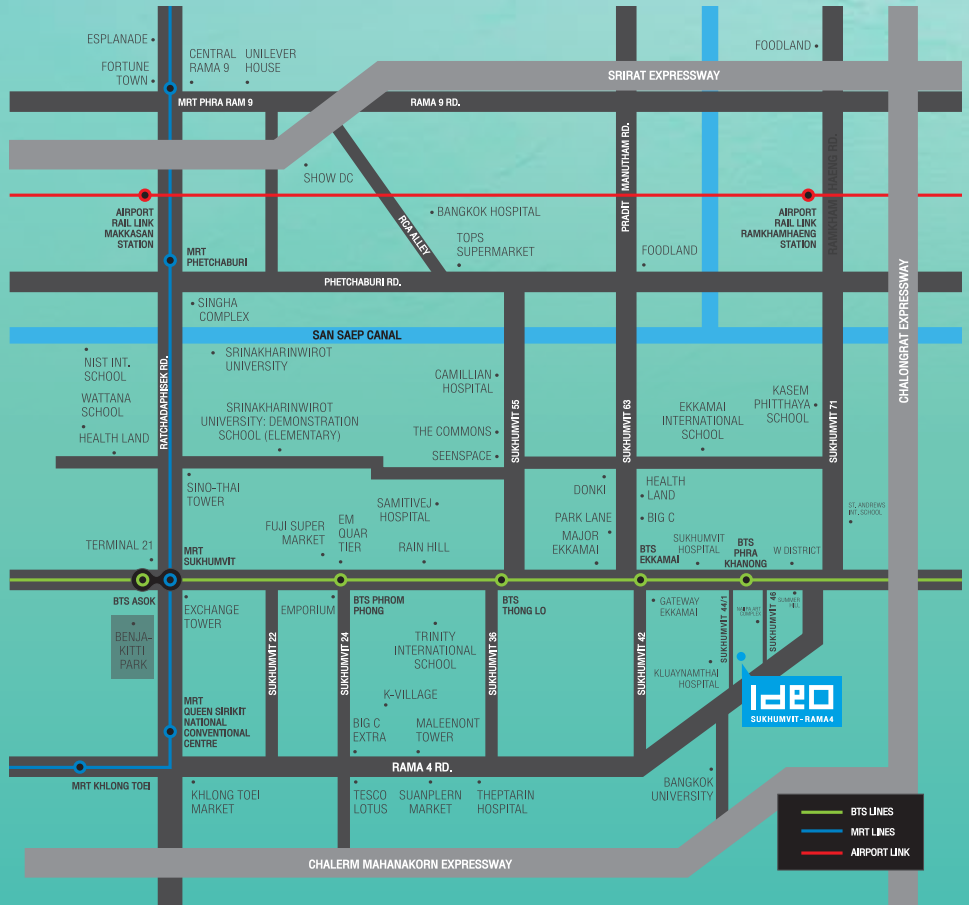 ESPLANADE
FORTUNE
TOWN
CENTRAL
RAMA 9
UNILEVER
HOUSE
FOODLAND
SRIRAT EXPRESSWAY
MRT PHRA RAM 9
RAMA 9 RD.
SHOW DC
PRADIT MANUTHAM RD.
RAMKHAMHAENG RD.
AIRPORT
RAIL LINK
MAKKASAN
STATION
BANGKOK HOSPITAL
RCA ALLEY
TOPS
SUPERMARKET
AIRPORT
RAIL LINK
RAMKHAMHAENG
STATION
MRT
PHETCHABURI
FOODLAND
PHETCHABURI RD.
CHALONGRAT EXPRESSWAY
SINGHA
COMPLEX
SAN SAEP CANAL
NIST INT.
SCHOOL
RATCHADAPHISEK RD.
SRINAKHARINWIROT
UNIVERSITY
CAMILLIAN
HOSPITAL
WATTANA
SCHOOL
SRINAKHARINWIROT
UNIVERSITY: DEMONSTRATION
SCHOOL (ELEMENTARY)
KASEM
PHITTHAYA
SCHOOL
EKKAMAI
INTERNATIONAL
SCHOOL
SUKHUMVIT 55
SUKHUMVIT 63
SUKHUMVIT 71
HEALTH LAND
THE COMMONS
SEENSPACE
SINO-THAI
TOWER
DONKI
HEALTH
LAND
SAMITIVEJ
HOSPITAL
ST. ANDREWS
INT. SCHOOL
FUJI SUPER
MARKET
EM
QUAR
TIER
PARK LANE
BIG C
MAJOR
EKKAMAI
SUKHUMVIT
HOSPITAL
BTS
PHRA
KHANONG
TERMINAL 21
MRT
SUKHUMVIT
RAIN HILL
BTS
EKKAMAI
W DISTRICT
BTS ASOK
EXCHANGE
TOWER
EMPORIUM
BTS PHROM
PHONG
BTS
THONG LO
GATEWAY
EKKAMAI
SUMMER
HILL
NOPPA ART
COMPLEX
BENJA-
KITTI
PARK
SUKHUMVIT 22
SUKHUMVIT 24
TRINITY
INTERNATIONAL
SCHOOL
SUKHUMVIT 36
SUKHUMVIT 42
SUKHUMVIT 44/1
SUKHUMVIT 46
KLUAYNAMTHAI
HOSPITAL
Ideo
SUKHUMVIT-RAMA4
MRT
QUEEN SIRIKIT
NATIONAL
CONVENTIONAL
CENTRE
K-VILLAGE
BIG C
EXTRA
MALEENONT
TOWER
RAMA 4 RD.
MRT KHLONG TOEI
KHLONG TOEI
MARKET
TESCO
LOTUS
SUANPLERN
MARKET
THEPTARIN
HOSPITAL
BANGKOK
UNIVERSITY
BTS LINES
MRT LINES
AIRPORT LINK
CHALERM MAHANAKORN EXPRESSWAY